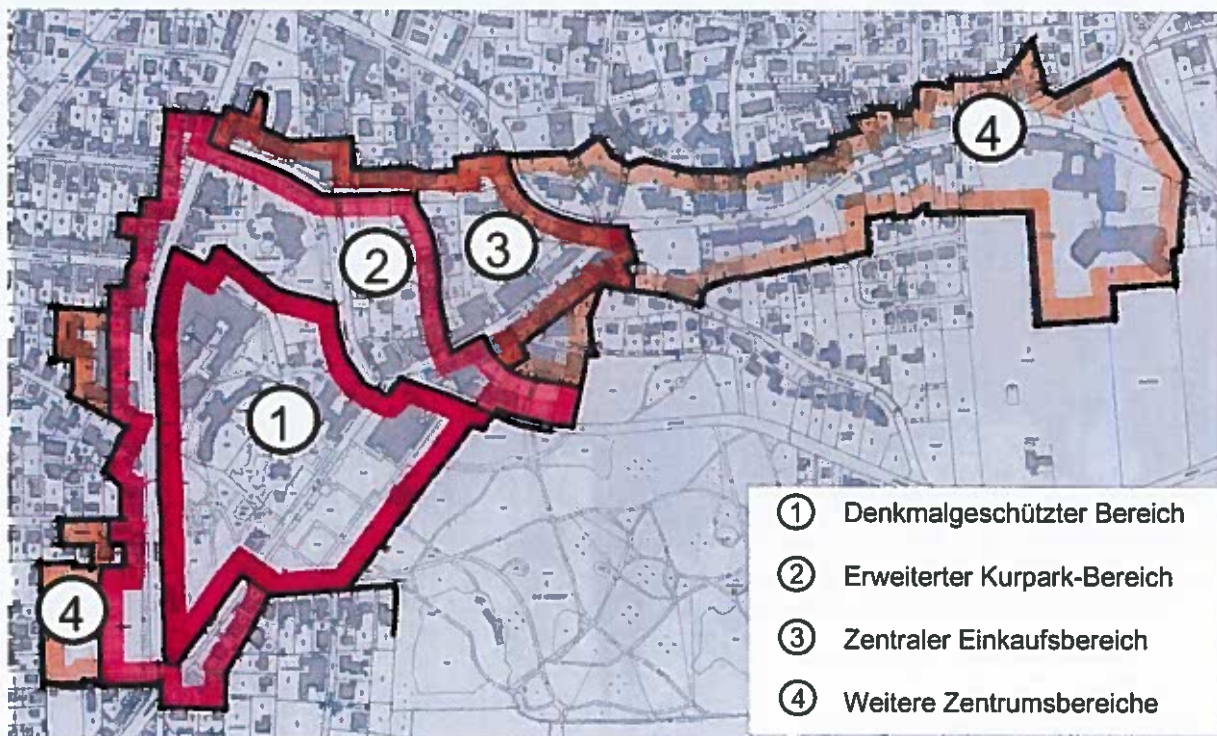 4
2
3
1
4
1 Denkmalgeschützter Bereich
2 Erweiterter Kurpark-Bereich
3 Zentraler Einkaufsbereich
4 Weitere Zentrumsbereiche